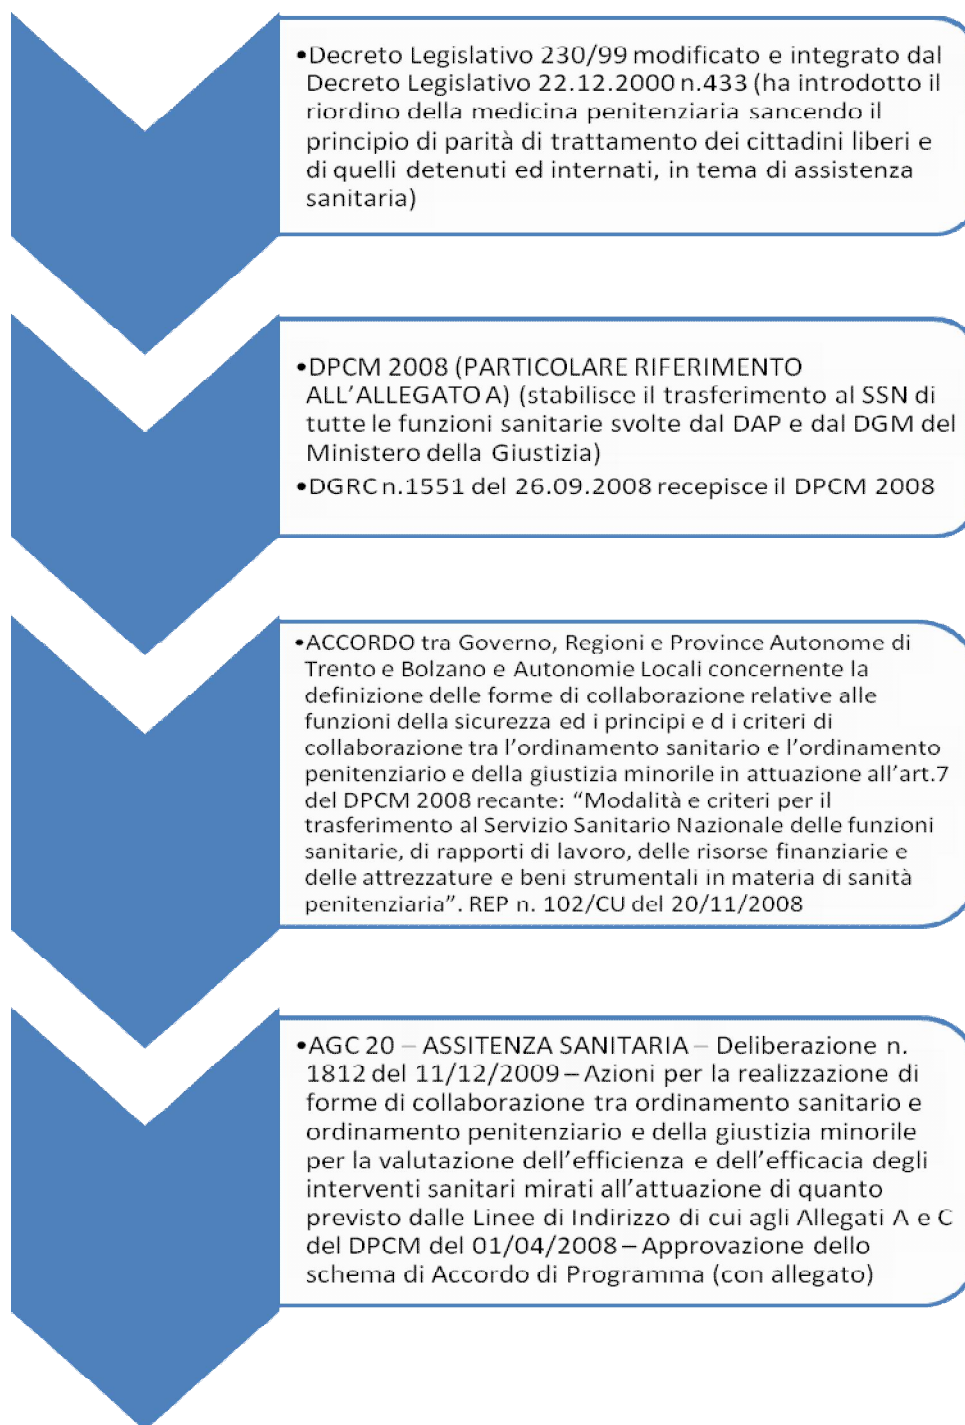 •Decreto Legislativo 230/99 modificato e integrato dal
Decreto Legislativo 22.12.2000 n.433 (ha introdotto il
riordino della medicina penitenziaria sancendo il
principio di parità di trattamento dei cittadini liberi e
di quelli detenuti ed internati, in tema di assistenza
sanitaria)
•DPCM 2008 (PARTICOLARE RIFERIMENTO
ALL’ALLEGATO A) (stabilisce il trasferimento al SSN di
tutte le funzioni sanitarie svolte dal DAP e dal DGM del
Ministero della Giustizia)
•DGRC n.1551 del 26.09.2008 recepisce il DPCM 2008
•ACCORDO tra Governo, Regioni e Province Autonome di
Trento e Bolzano e Autonomie Locali concernente la
definizione delle forme di collaborazione relative alle
funzioni della sicurezza ed i principi e d i criteri di
collaborazione tra l’ordinamento sanitario e l’ordinamento
penitenziario e della giustizia minorile in attuazione all’art.7
del DPCM 2008 recante: “Modalità e criteri per il
trasferimento al Servizio Sanitario Nazionale delle funzioni
sanitarie, di rapporti di lavoro, delle risorse finanziarie e
delle attrezzature e beni strumentali in materia di sanità
penitenziaria”. REP n. 102/CU del 20/11/2008
•AGC 20 – ASSITENZA SANITARIA – Deliberazione n.
1812 del 11/12/2009 – Azioni per la realizzazione di
forme di collaborazione tra ordinamento sanitario e
ordinamento penitenziario e della giustizia minorile
per la valutazione dell’efficienza e dell’efficacia degli
interventi sanitari mirati all’attuazione di quanto
previsto dalle Linee di Indirizzo di cui agli Allegati A e C
del DPCM del 01/04/2008 – Approvazione dello
schema di Accordo di Programma (con allegato)